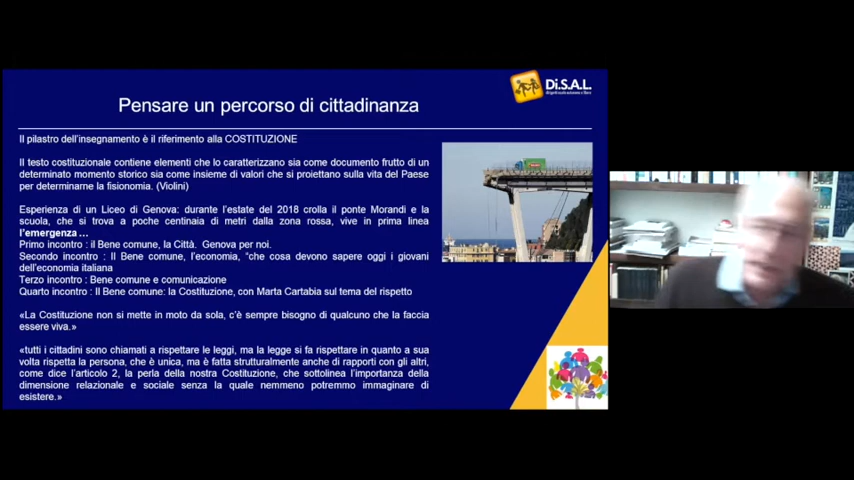 Di.S.A.L.
Pensare un percorso di cittadinanza
Il pilastro dell'insegnamento è il riferimento alla COSTITUZIONE
Il testo costituzionale contiene elementi che lo caratterizzano sia come documento frutto di un
determinato momento storico sia come insieme di valori che si proiettano sulla vita del Paese
per determinarne la fisionomia. (Violini)
Esperienza di un Liceo di Genova: durante l'estate del 2018 crolla il ponte Morandi e la
scuola, che si trova a poche centinaia di metri dalla zona rossa, vive in prima linea
l'emergenza ...
Primo incontro : il Bene comune, la Città. Genova per noi.
Secondo incontro : Il Bene comune, l'economia, "che cosa devono sapere oggi i giovani
dell'economia italiana
Terzo incontro : Bene comune e comunicazione
Quarto incontro : Il Bene comune: la Costituzione, con Marta Cartabia sul tema del rispetto
«La Costituzione non si mette in moto da sola, c'è sempre bisogno di qualcuno che la faccia
essere viva.»
«tutti i cittadini sono chiamati a rispettare le leggi, ma la legge si fa rispettare in quanto a sua
volta rispetta la persona, che è unica, ma è fatta strutturalmente anche di rapporti con gli altri,
come dice l'articolo 2, la perla della nostra Costituzione, che sottolinea l'importanza della
dimensione relazionale e sociale senza la quale nemmeno potremmo immaginare di
esistere.»